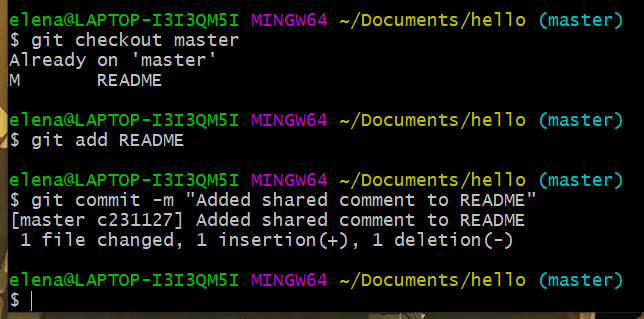 elena@LAPTOP-I3I3QM5I MINGW64 ~/Documents/hello (master)
$ git checkout master
Already on 'master'
M       README
elena@LAPTOP-I3I3QM5I MINGW64 ~/Documents/hello (master)
$ git add README
elena@LAPTOP-I3I3QM5I MINGW64 ~/Documents/hello (master)
$ git commit -m "Added shared comment to README"
[master c231127] Added shared comment to README
 1 file changed, 1 insertion(+), 1 deletion(-)
elena@LAPTOP-I3I3QM5I MINGW64 ~/Documents/hello (master)
$